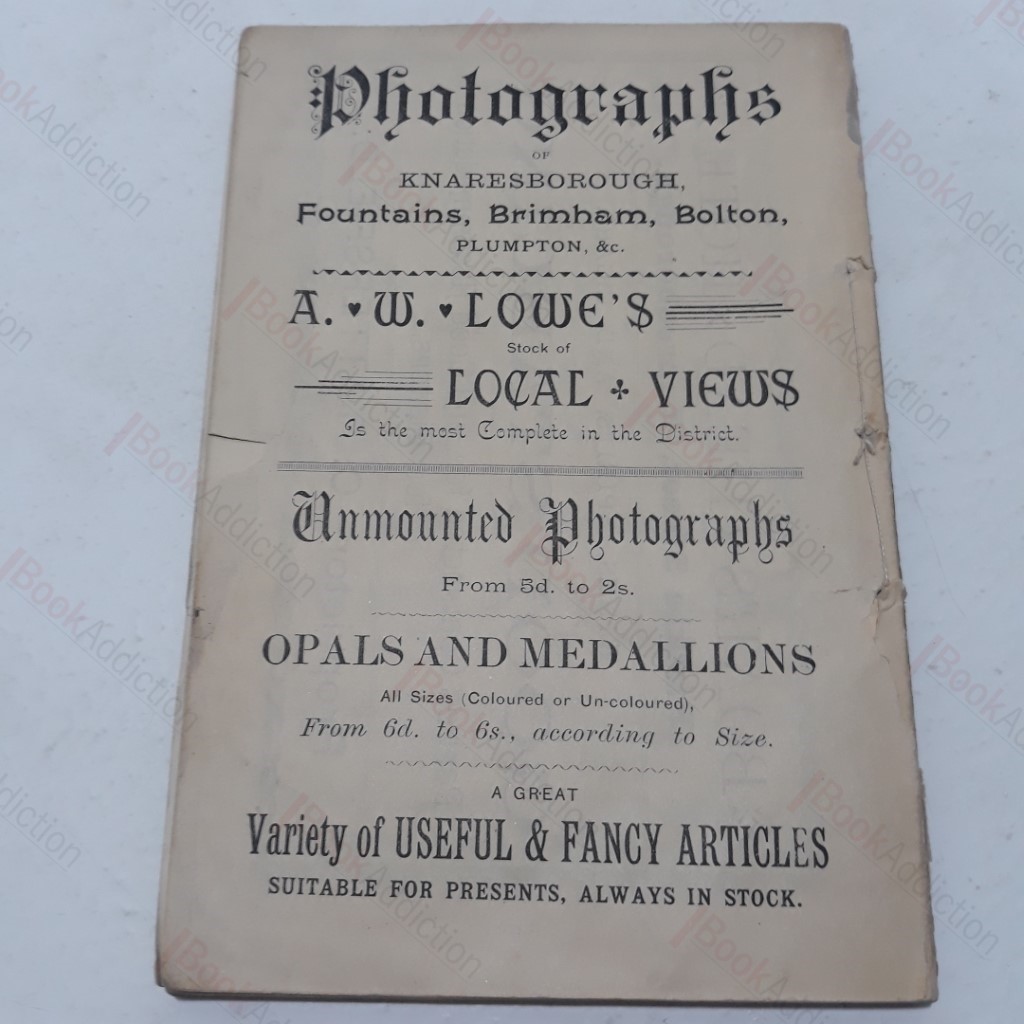 Photographs
OF
KNARESBOROUGH,
Fountains, Brimham, Bolton,
PLUMPTON, &c.
A. ♥ W. ♥ LOWE'S
Stock of
LOCAL ♣ VIEWS
Is the most Complete in the District.
Unmounted Photographs
From 5d. to 2s.
OPALS AND MEDALLIONS
All Sizes (Coloured or Un-coloured),
From 6d. to 6s., according to Size.
A GREAT
Variety of USEFUL & FANCY ARTICLES
SUITABLE FOR PRESENTS, ALWAYS IN STOCK.
BookAddiction